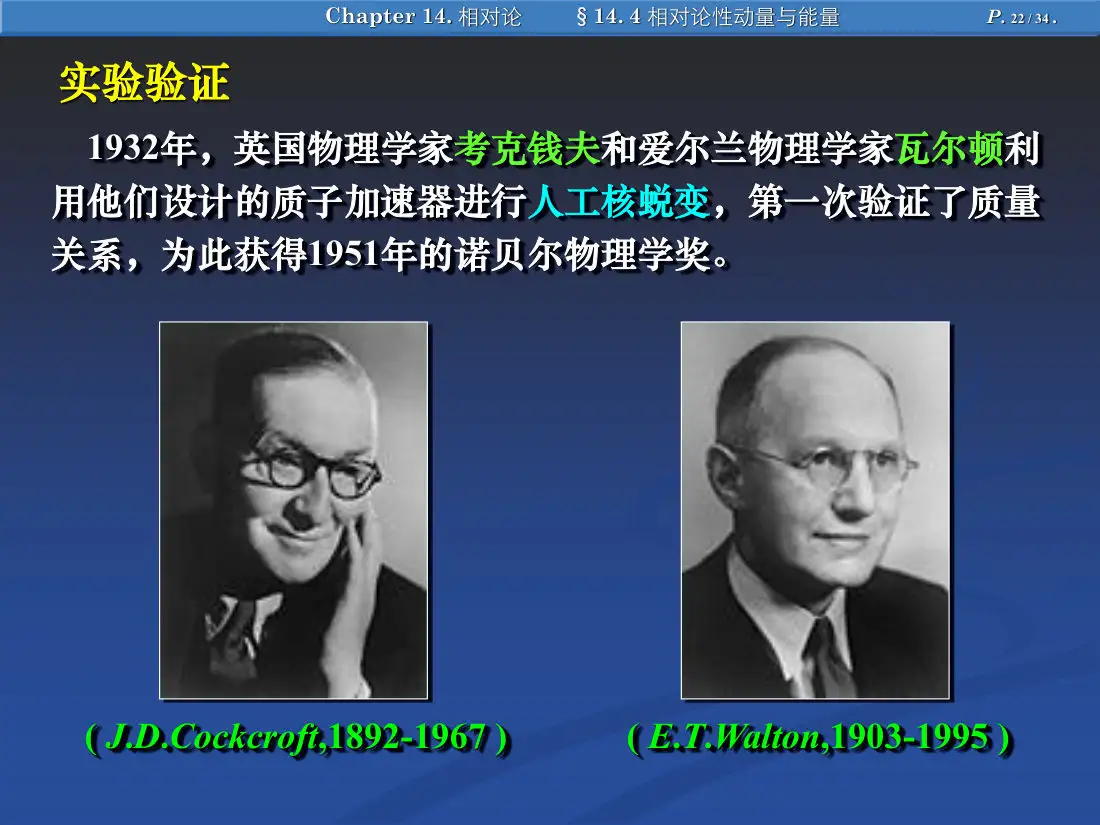 Chapter 14. 相对论 §14. 4 相对论性动量与能量 P. 22 / 34 .
实验验证
1932年，英国物理学家考克钱夫和爱尔兰物理学家瓦尔顿利
用他们设计的质子加速器进行人工核蜕变，第一次验证了质量
关系，为此获得1951年的诺贝尔物理学奖。
( J.D.Cockcroft,1892-1967 )
( E.T.Walton,1903-1995 )